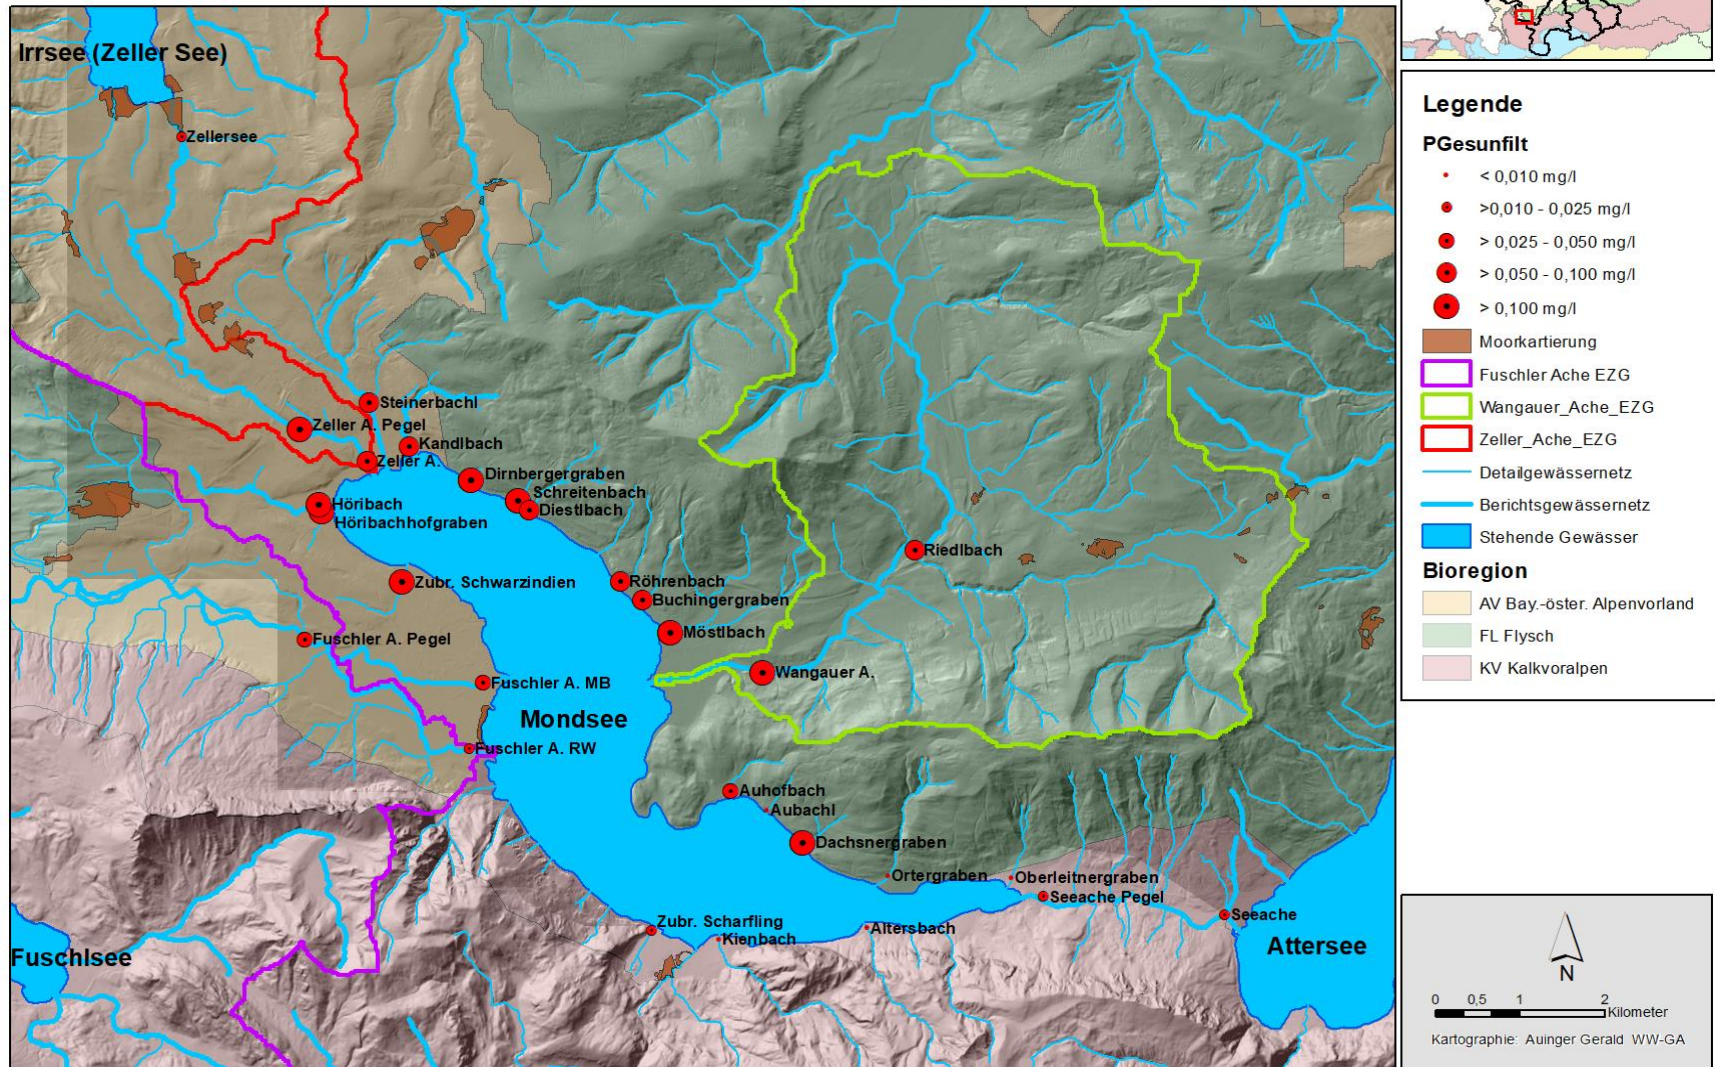 Irrsee (Zeller See)
Zellersee
Steinerbachl
Zeller A. Pegel
Kandlbach
Zeller A.
Dirnbergergraben
Schreitenbach
Diestlbach
Höribach
Höribachhofgraben
Riedlbach
Röhrenbach
Zubr. Schwarzindien
Buchingergraben
Möstlbach
Fuschler A. Pegel
Wangauer A.
Fuschler A. MB
Mondsee
Fuschler A. RW
Auhofbach
Aubachl
Dachsnergraben
Ortergraben
Oberleitnergraben
Seeache Pegel
Seeache
Zubr. Scharfling
Kienbach
Altersbach
Attersee
Fuschlsee
Legende
PGesunfilt
< 0,010 mg/l
>0,010 - 0,025 mg/l
> 0,025 - 0,050 mg/l
> 0,050 - 0,100 mg/l
> 0,100 mg/l
Moorkartierung
Fuschler Ache EZG
Wangauer_Ache_EZG
Zeller_Ache_EZG
Detailgewässernetz
Berichtsgewässernetz
Stehende Gewässer
Bioregion
AV Bay.-öster. Alpenvorland
FL Flysch
KV Kalkvoralpen
N
0 0,5 1 2
Kilometer
Kartographie: Auinger Gerald WW-GA